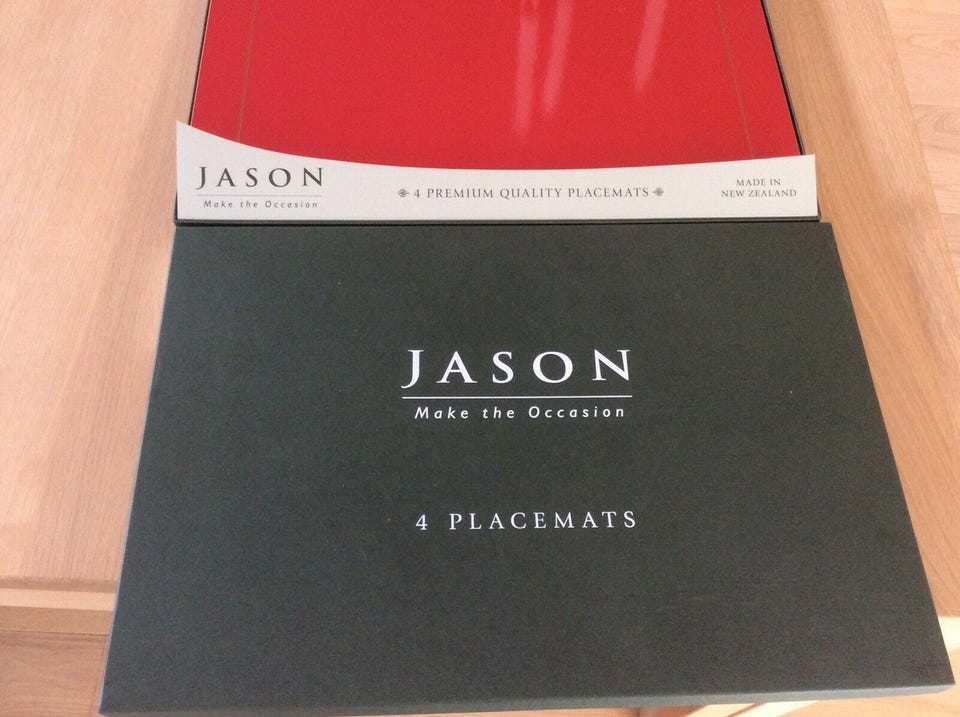 JASON
Make the Occasion
4 PREMIUM QUALITY PLACEMATS
MADE IN
NEW ZEALAND
JASON
Make the Occasion
4 PLACEMATS